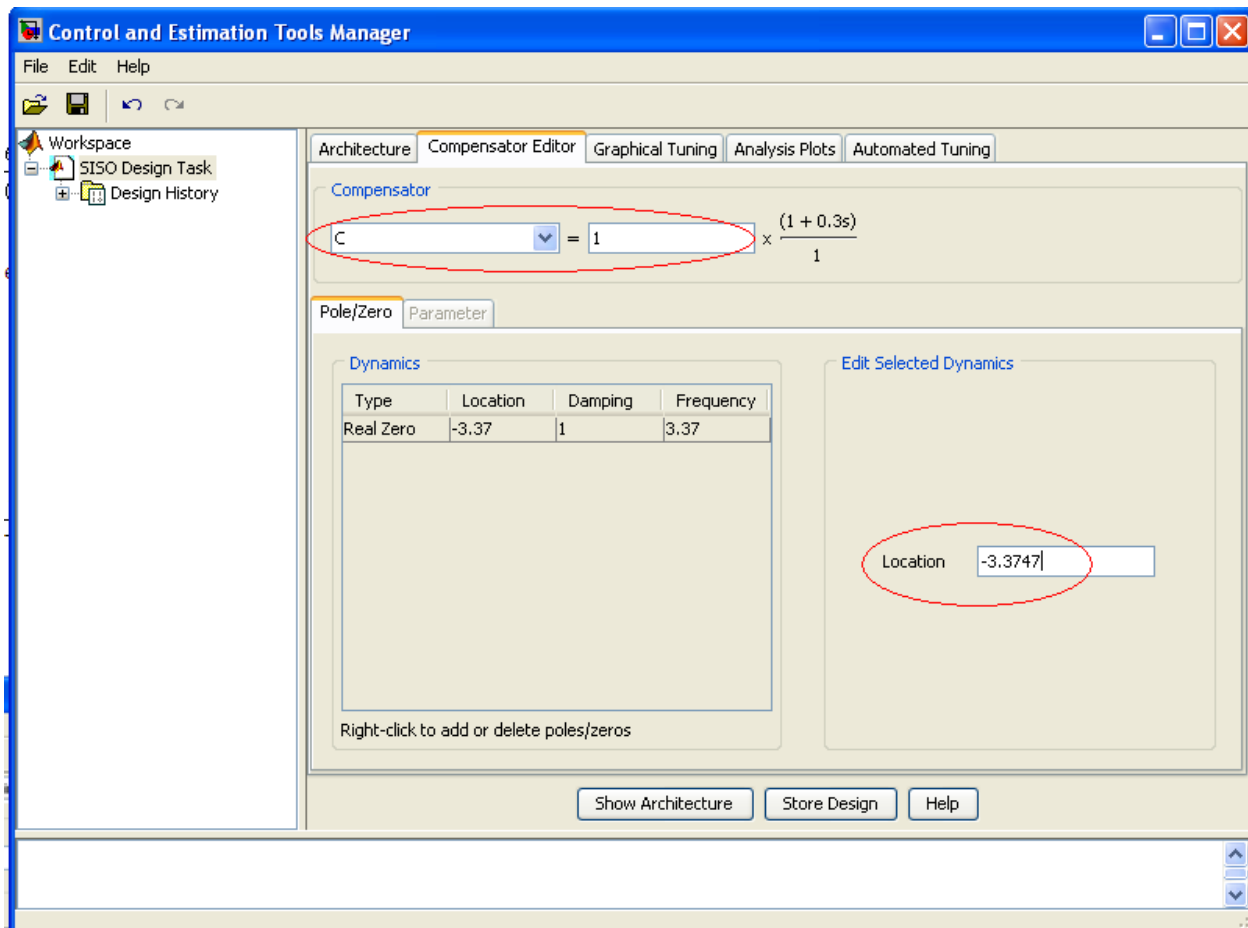 Control and Estimation Tools Manager
File Edit Help
Workspace
SISO Design Task
Design History
Architecture Compensator Editor Graphical Tuning Analysis Plots Automated Tuning
Compensator
C = 1 x (1 + 0.3s)
1
Pole/Zero Parameter
Dynamics
Type Location Damping Frequency
Real Zero -3.37 1 3.37
Right-click to add or delete poles/zeros
Edit Selected Dynamics
Location -3.3747
Show Architecture Store Design Help